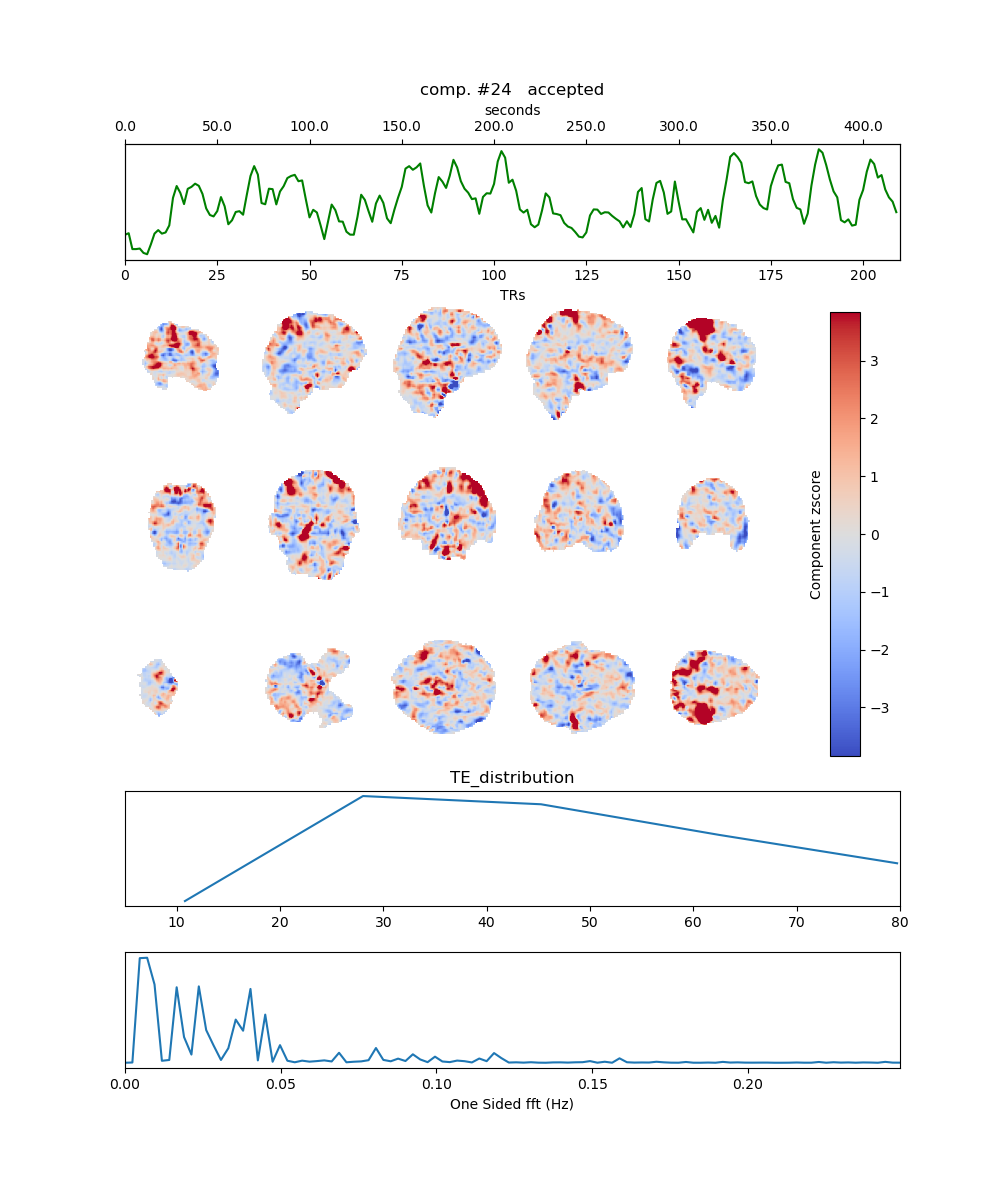 comp. #24   accepted
seconds
0.0 50.0 100.0 150.0 200.0 250.0 300.0 350.0 400.0
0 25 50 75 100 125 150 175 200
TRs
3
2
1
0
−1
−2
−3
Component zscore
TE_distribution
10 20 30 40 50 60 70 80
0.00 0.05 0.10 0.15 0.20
One Sided fft (Hz)